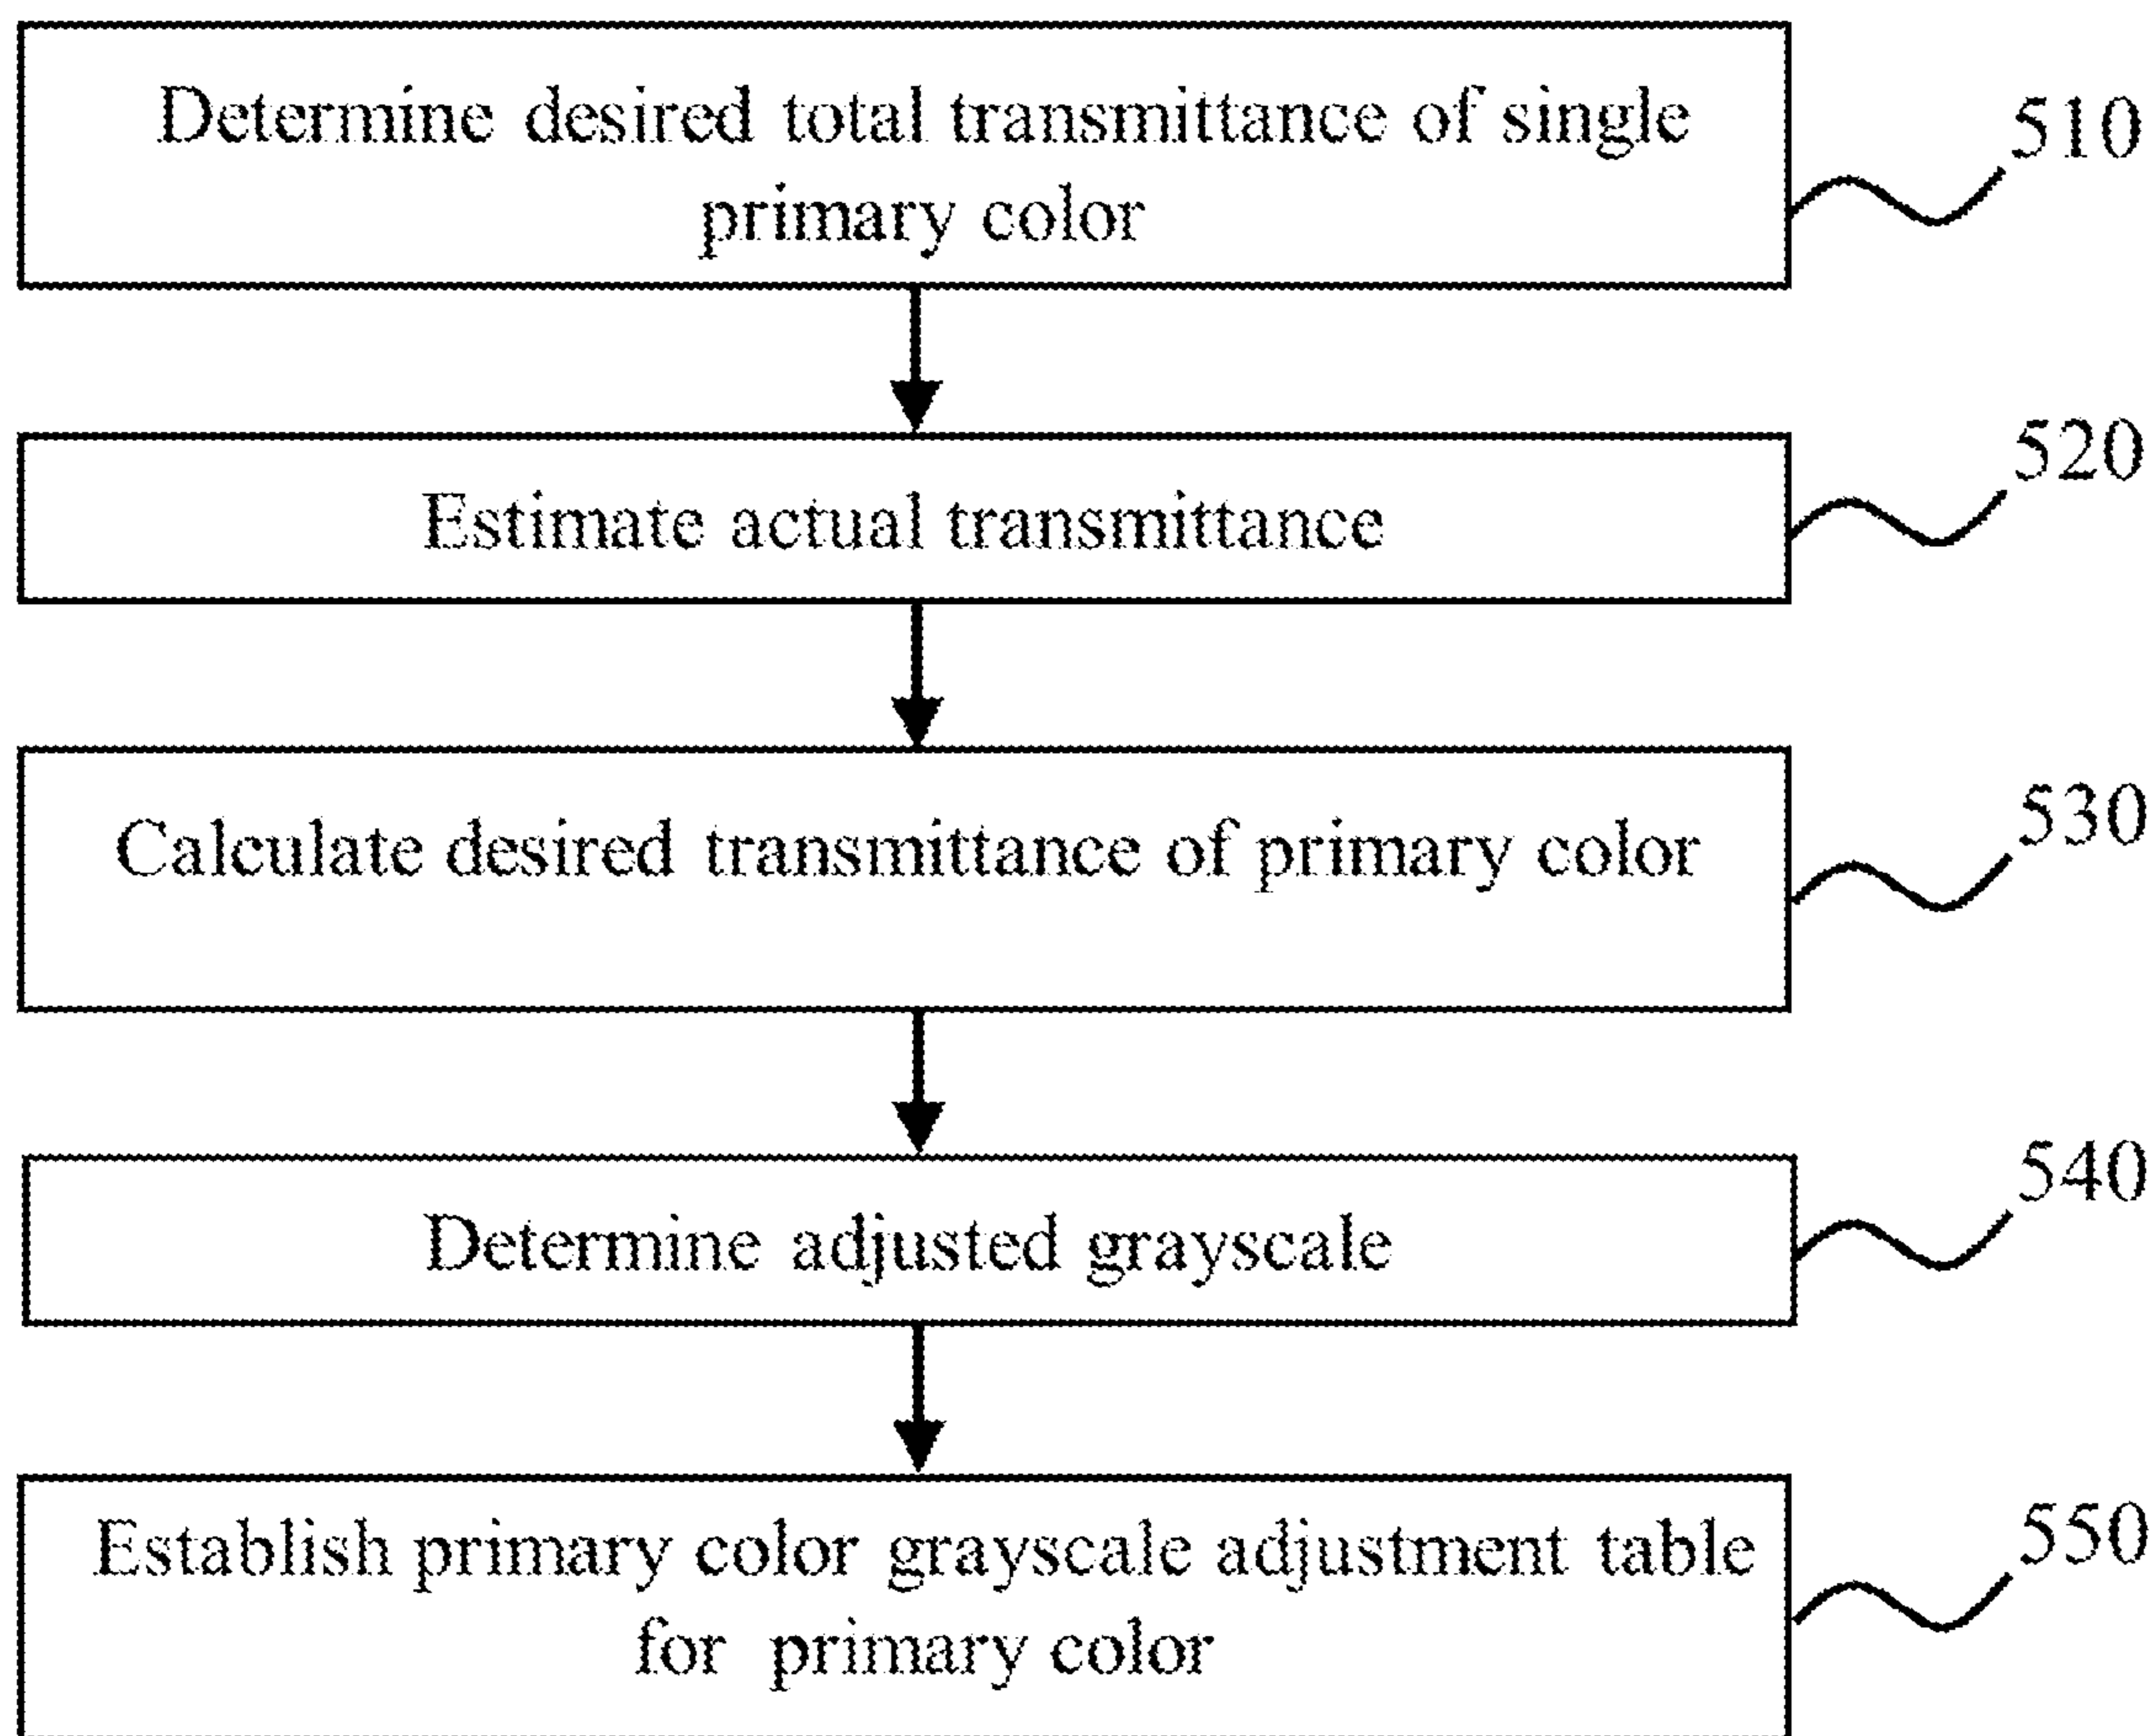 Determine desired total transmittance of single
primary color
510
Estimate actual transmittance
520
Calculate desired transmittance of primary color
530
Determine adjusted grayscale
540
Establish primary color grayscale adjustment table
for primary color
550